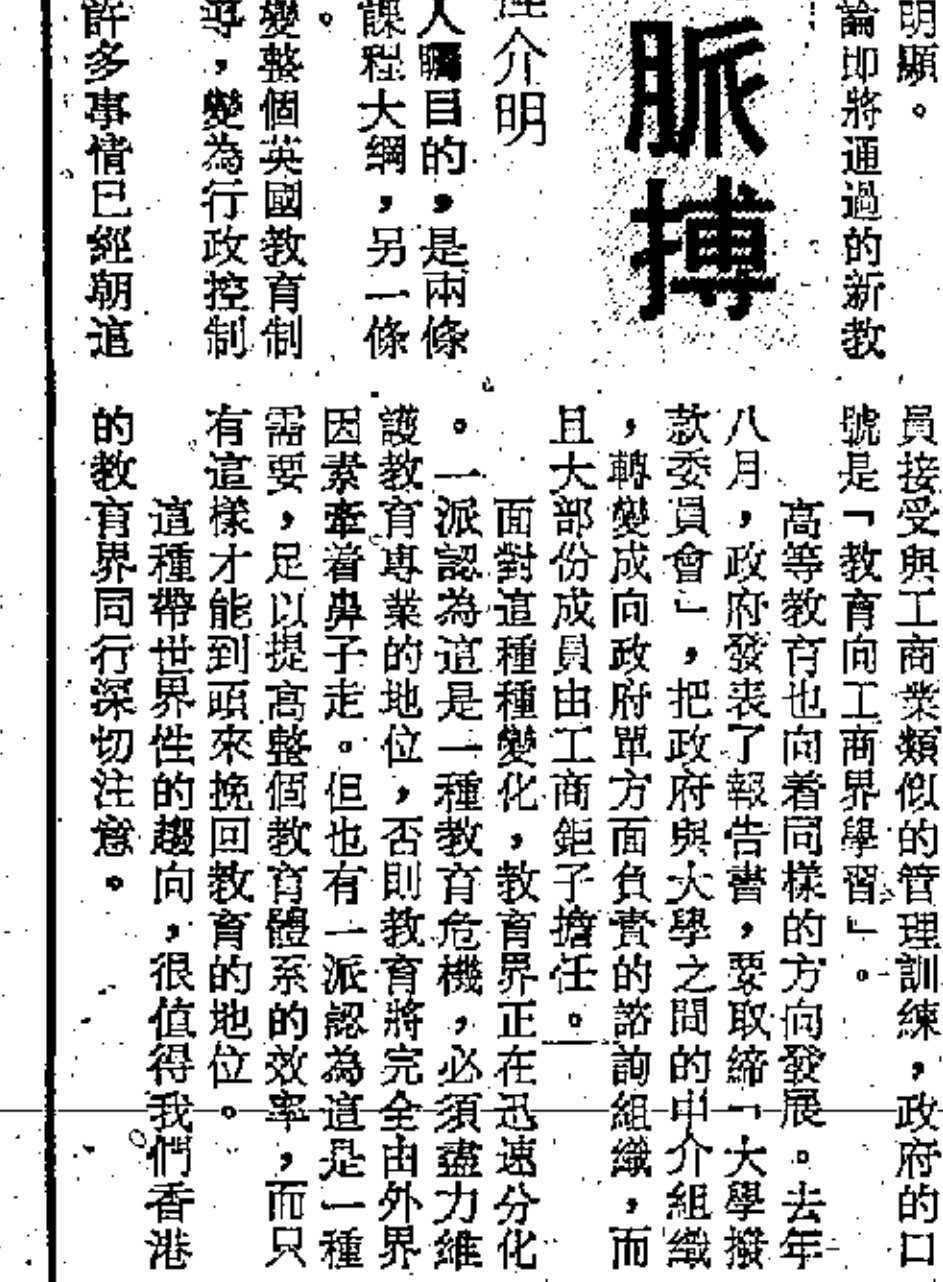 明顯。
論即將通過的新教
脈搏
介明
人矚目的，是兩條
課程大綱，另一條
。
變整個英國教育制
導，變為行政控制
許多事情已經朝這
員接受與工商業類似的管理訓練，政府的口
號是「教育向工商界學習」。
高等教育也向着同樣的方向發展。去年
八月，政府發表了報告書，要取締「大學撥
款委員會」，把政府與大學之間的中介組織
，轉變成向政府單方面負責的諮詢組織，而
且大部份成員由工商鉅子擔任。
面對這種種變化，教育界正在迅速分化
。一派認為這是一種教育危機，必須盡力維
護教育專業的地位，否則教育將完全由外界
因素牽着鼻子走。但也有一派認為這是一種
需要，足以提高整個教育體系的效率，而只
有這樣才能到頭來挽回教育的地位。
這種帶世界性的趨向，很值得我們香港
的教育界同行深切注意。